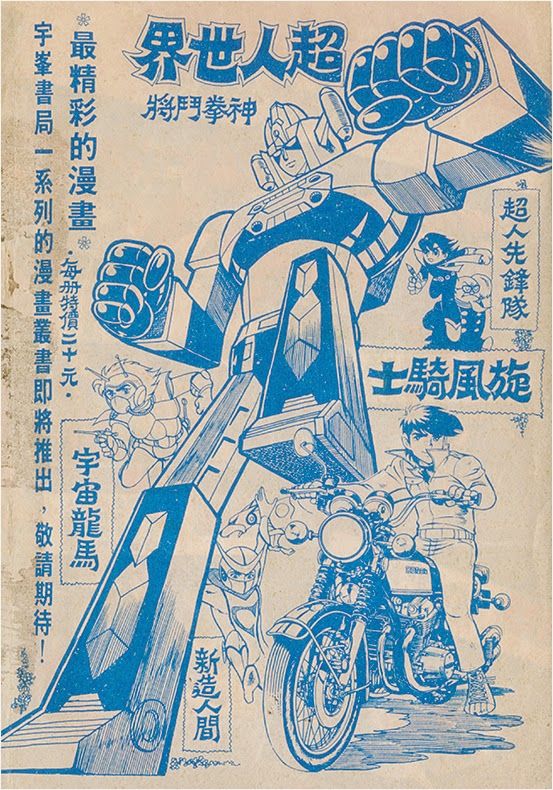 超人世界
神拳鬥將
❊最精彩的漫畫❊
•每册特價二十元•
宇峯書局一系列的漫畫叢書即將推出，敬請期待！
超人先鋒隊
旋風騎士
宇宙龍馬
新造人間